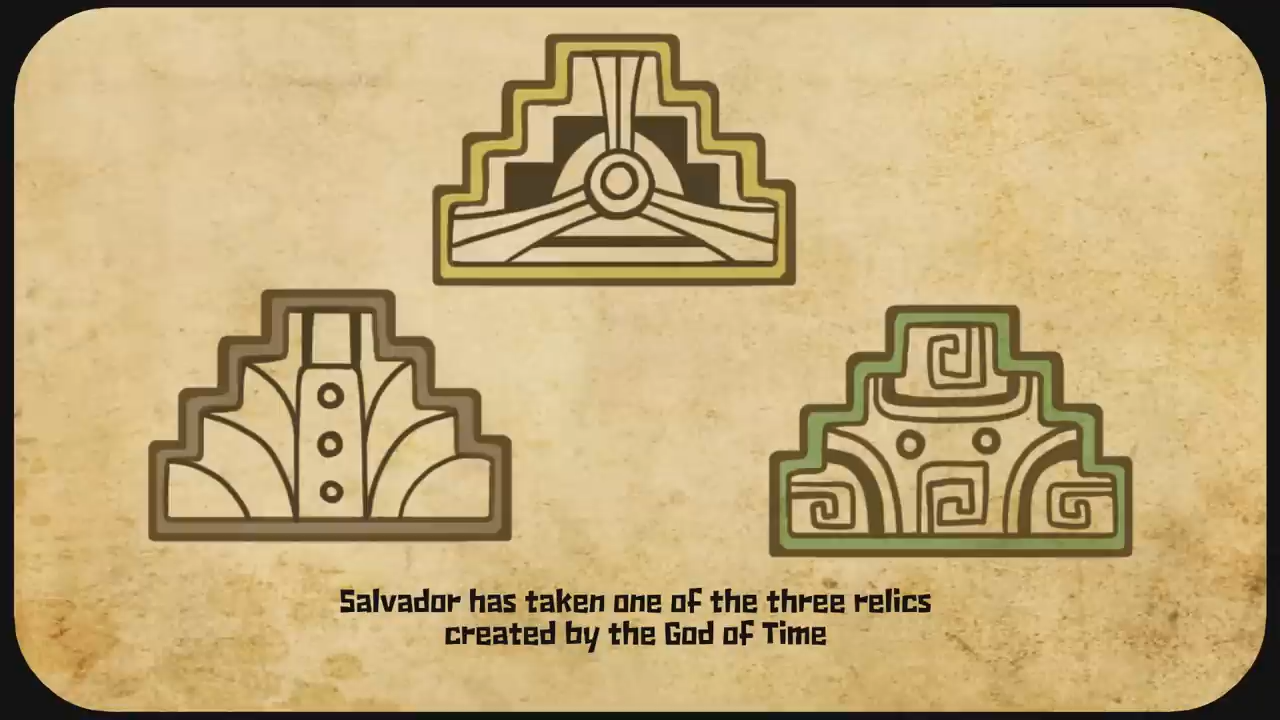 Salvador has taken one of the three relics
created by the God of Time